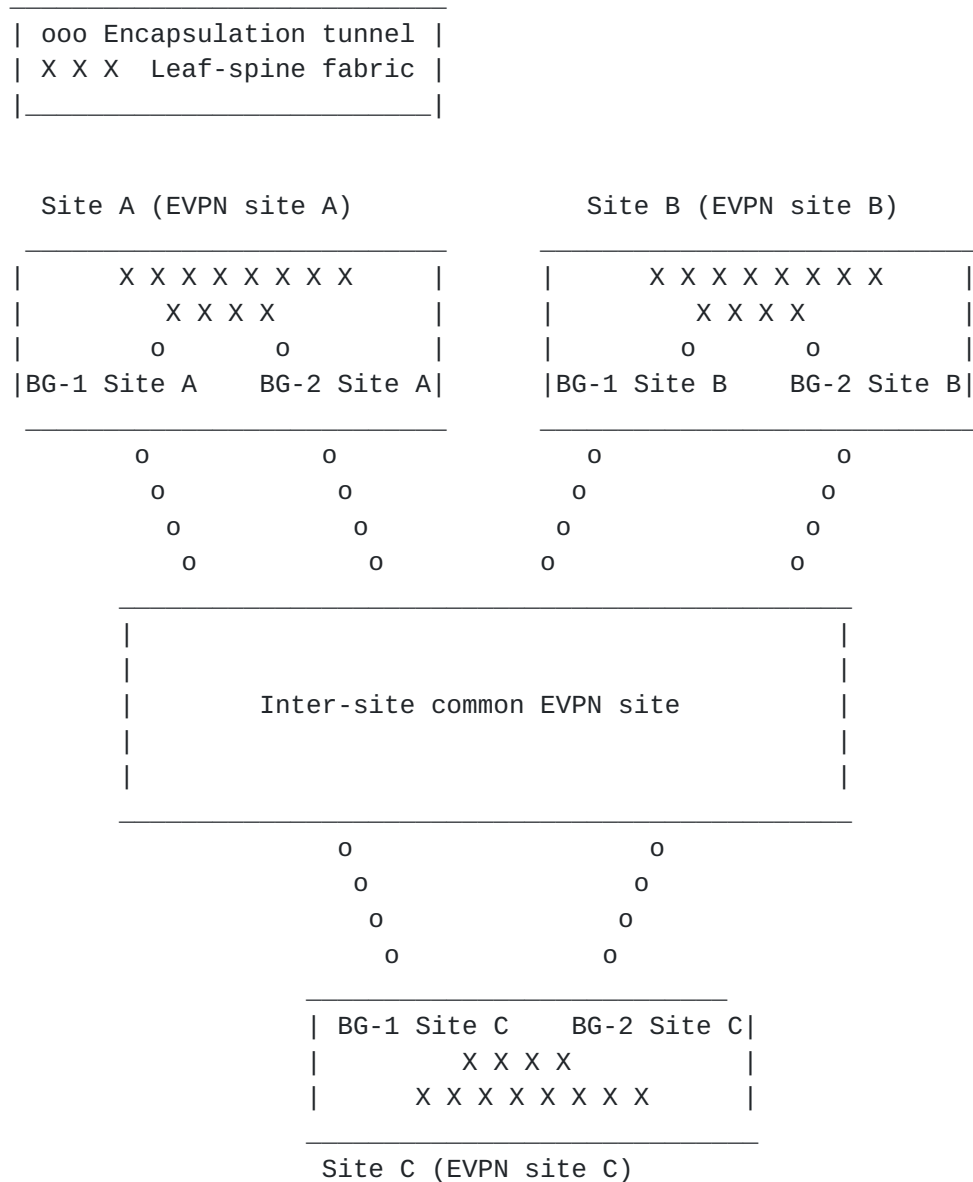 ooo Encapsulation tunnel
X X X Leaf-spine fabric
Site A (EVPN site A) Site B (EVPN site B)
X X X X X X X X X X X X X X X X
X X X X X X X X
o o o o
BG-1 Site A BG-2 Site A BG-1 Site B BG-2 Site B
o o o o
o o o o
o o o o
o o o o
Inter-site common EVPN site
o o
o o
o o
o o
BG-1 Site C BG-2 Site C
X X X X
X X X X X X X X
Site C (EVPN site C)